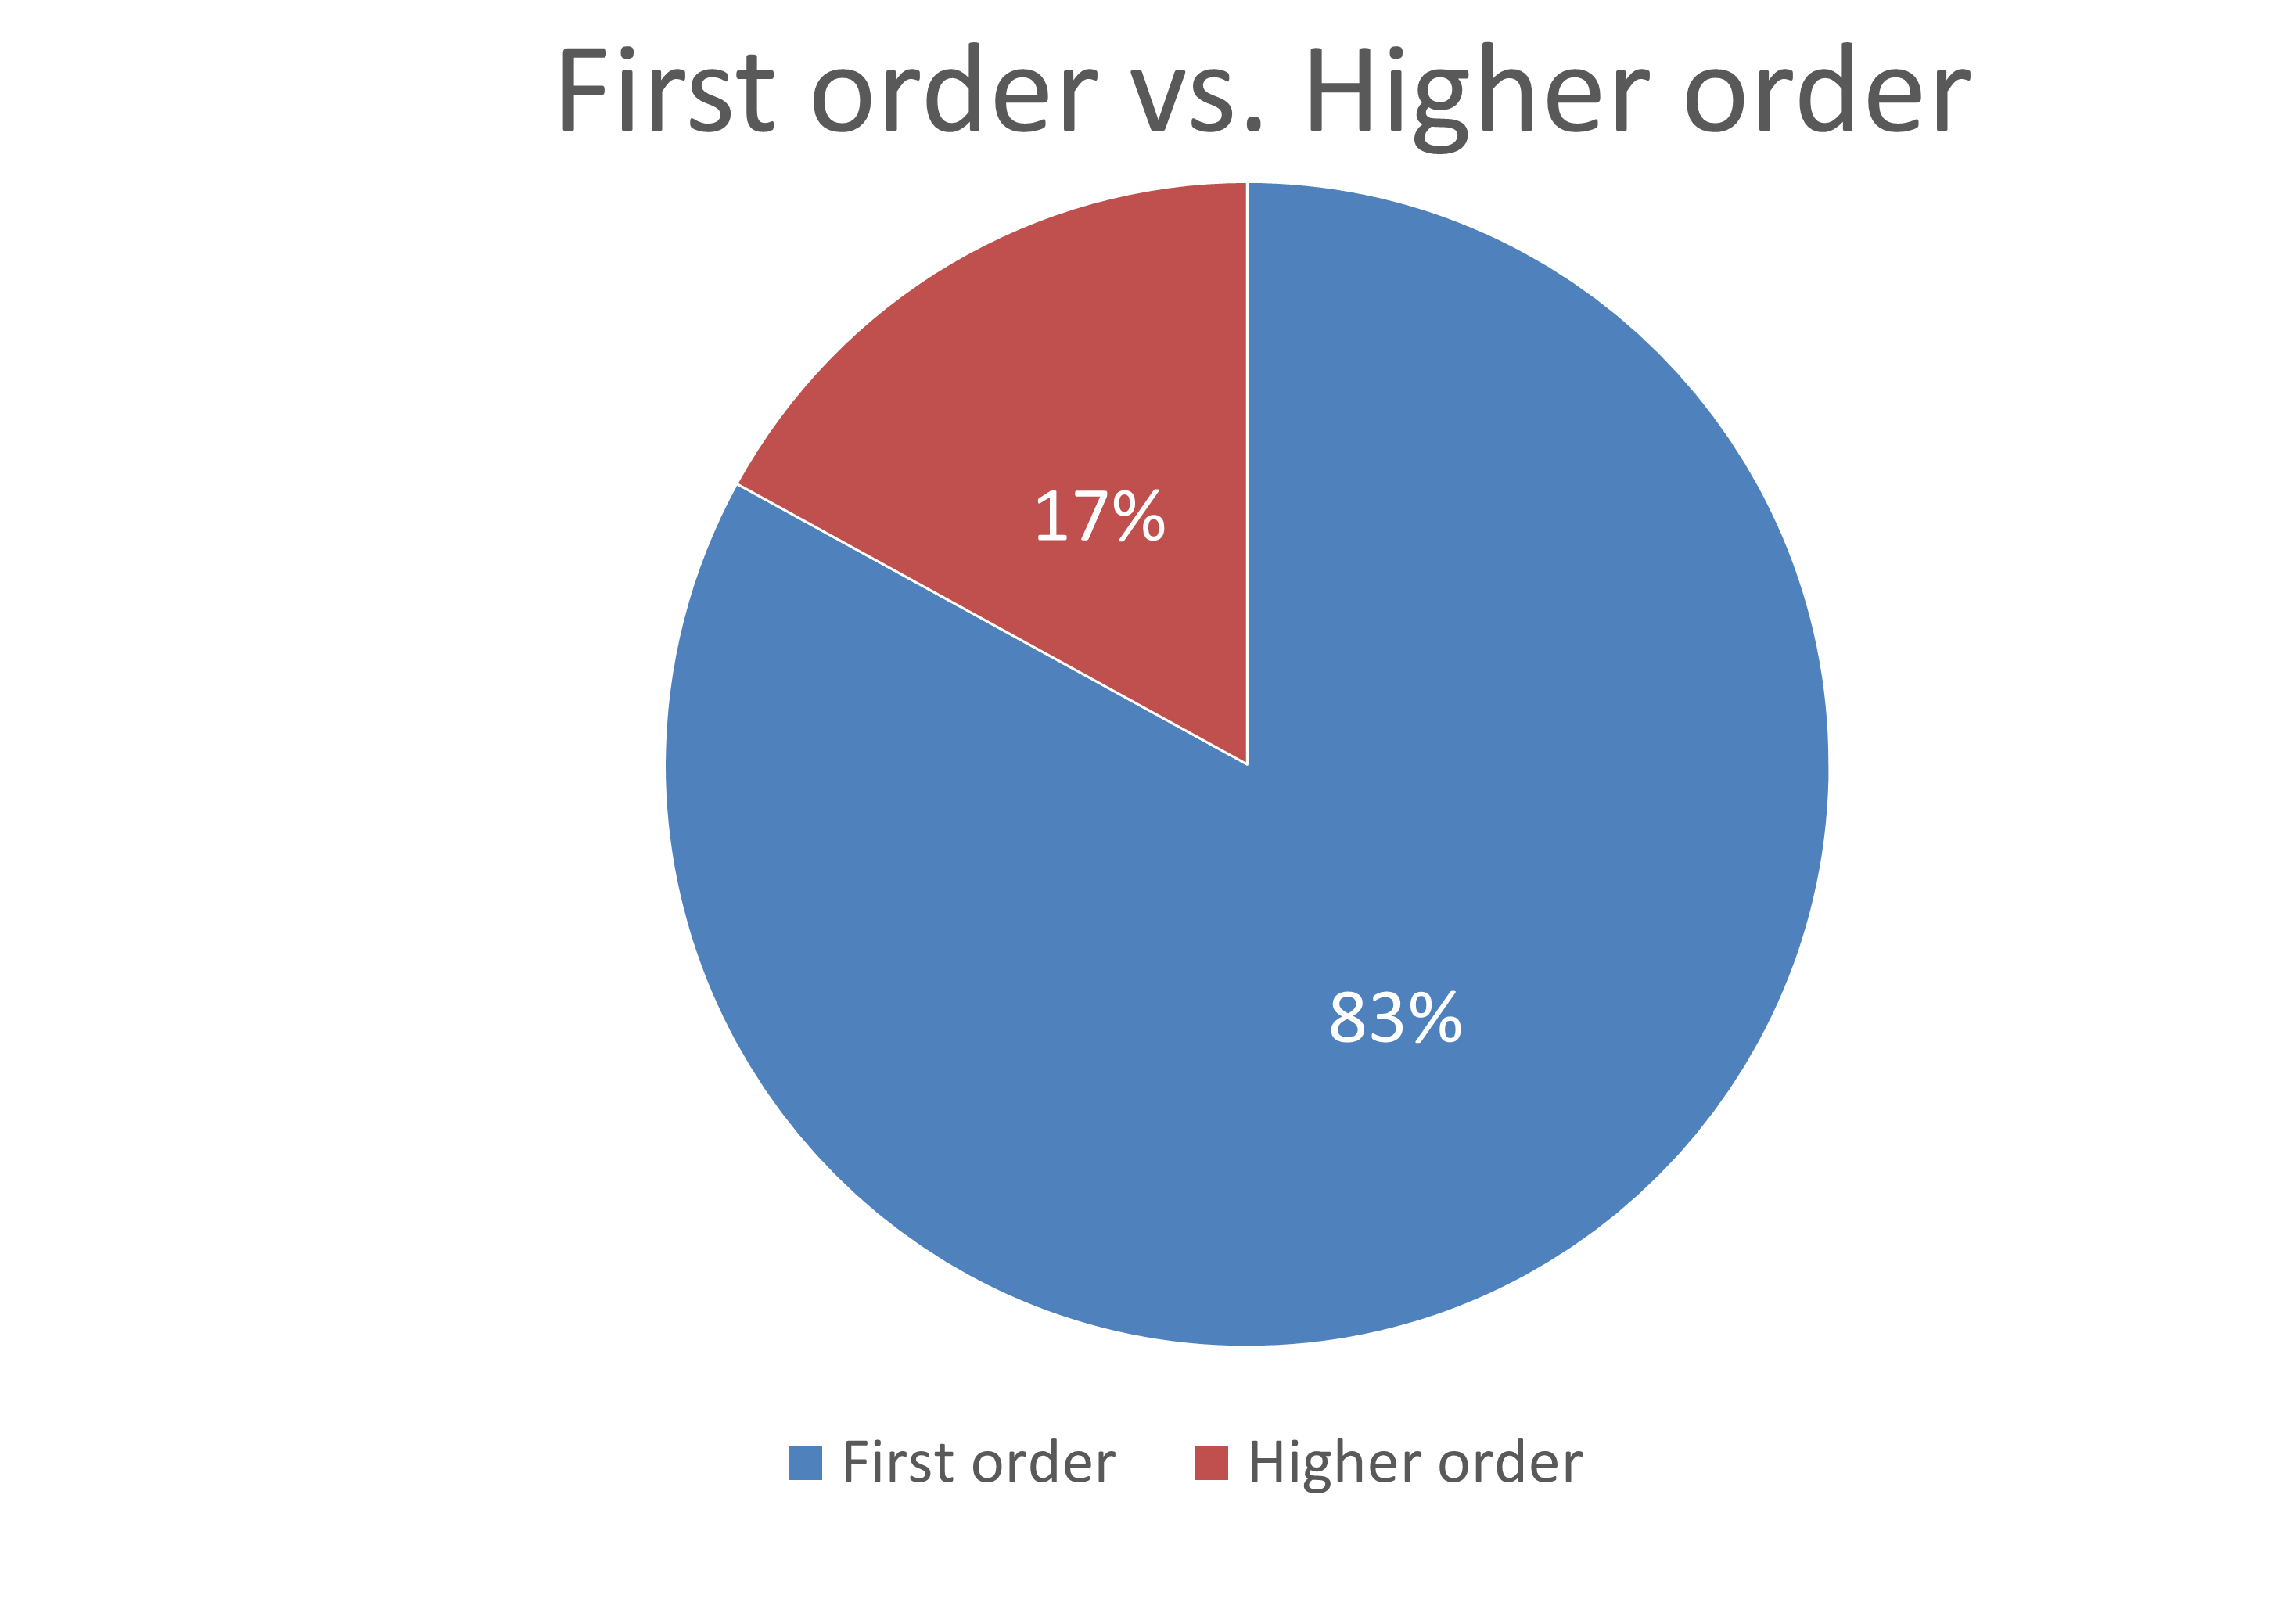 First order vs. Higher order
17%
83%
First order
Higher order